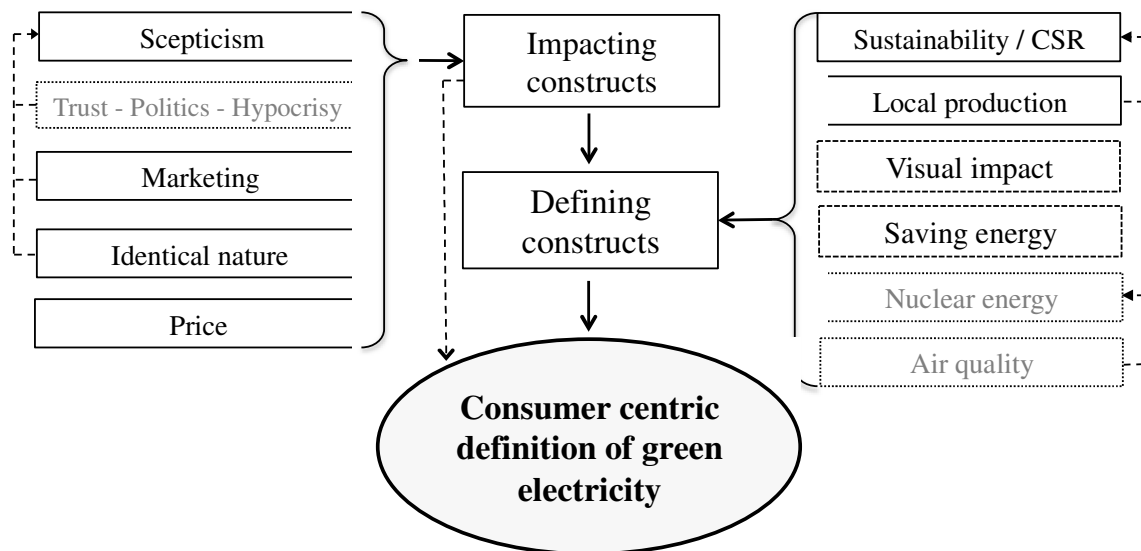 Scepticism
Trust - Politics - Hypocrisy
Marketing
Identical nature
Price
Impacting
constructs
Defining
constructs
Consumer centric
definition of green
electricity
Sustainability / CSR
Local production
Visual impact
Saving energy
Nuclear energy
Air quality